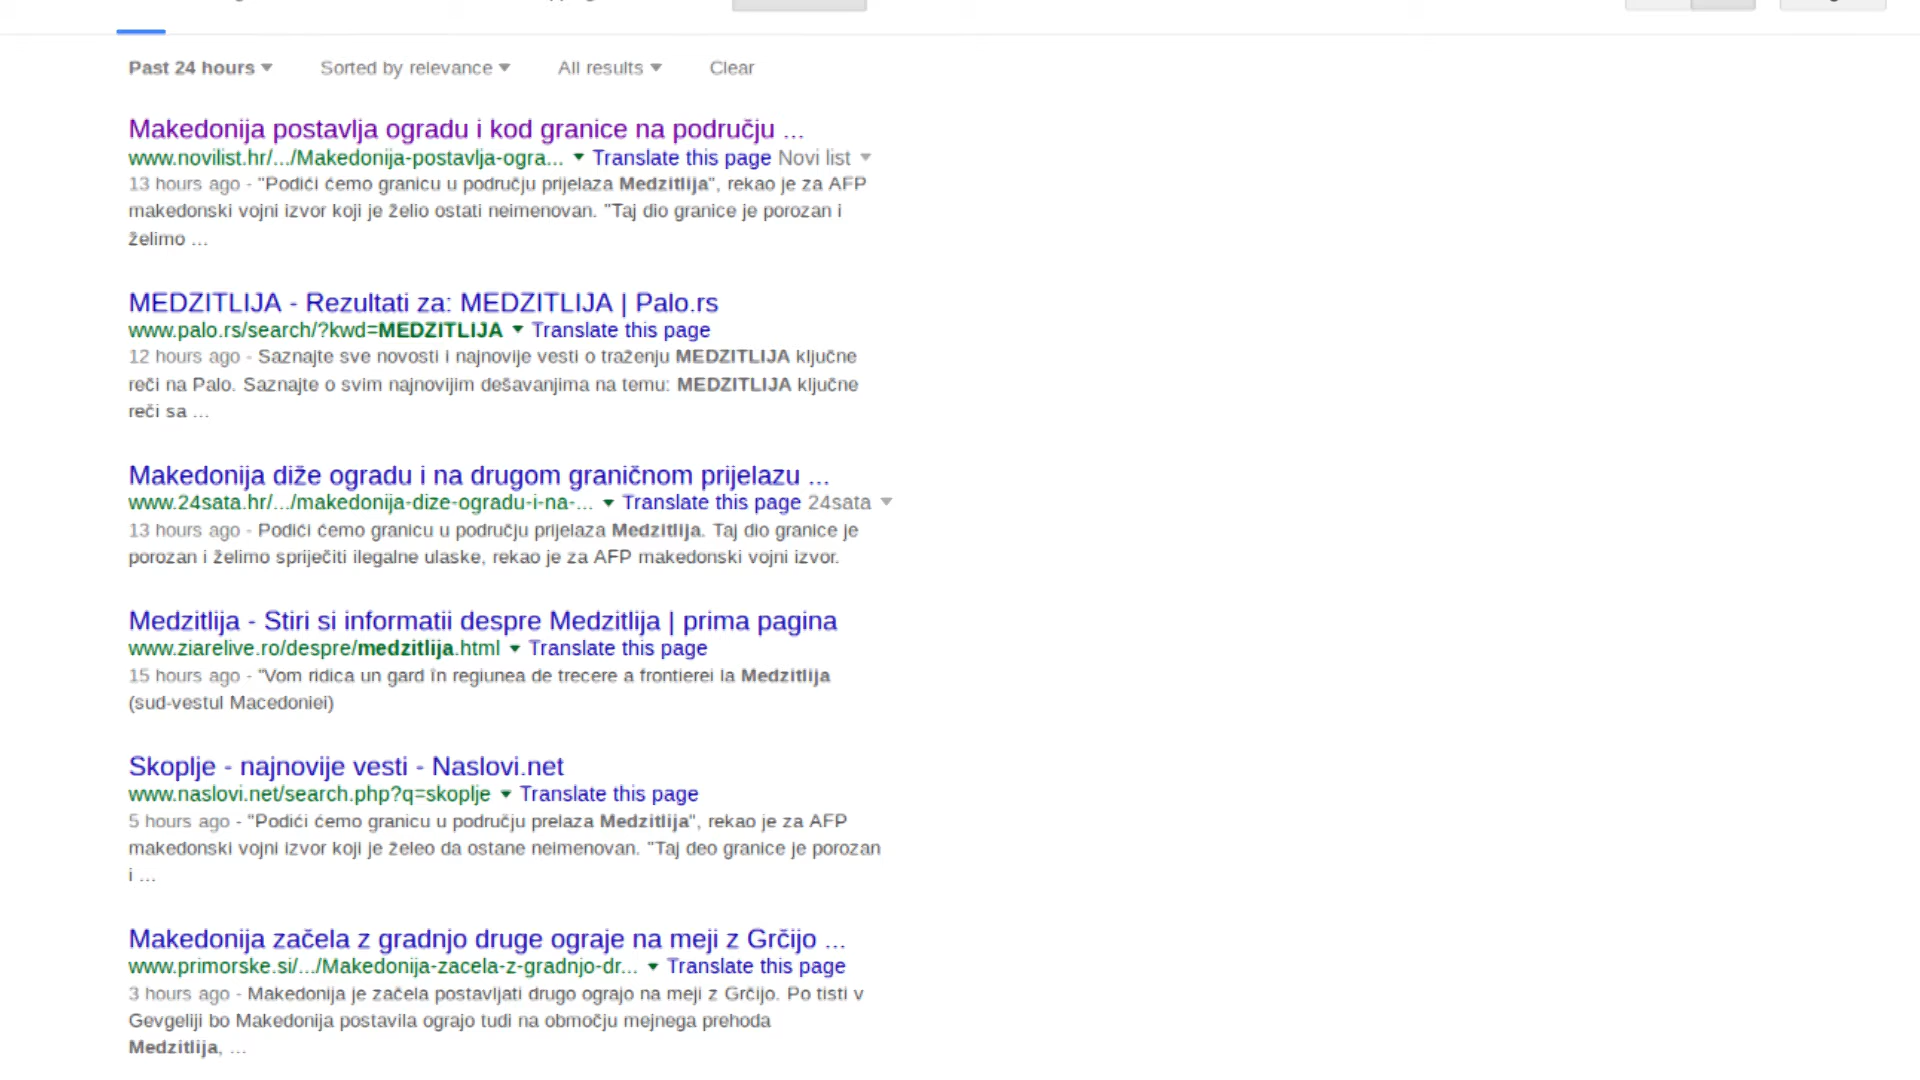 Past 24 hours Sorted by relevance All results Clear
Makedonija postavlja ogradu i kod granice na području ...
www.novilist.hr/.../Makedonija-postavlja-ogra... Translate this page Novi list
13 hours ago - "Podići ćemo granicu u području prijelaza Medzitlija", rekao je za AFP
makedonski vojni izvor koji je želio ostati neimenovan. "Taj dio granice je porozan i
želimo ...
MEDZITLIJA - Rezultati za: MEDZITLIJA | Palo.rs
www.palo.rs/search/?kwd=MEDZITLIJA Translate this page
12 hours ago - Saznajte sve novosti i najnovije vesti o traženju MEDZITLIJA ključne
reči na Palo. Saznajte o svim najnovijim dešavanjima na temu: MEDZITLIJA ključne
reči sa ...
Makedonija diže ogradu i na drugom graničnom prijelazu ...
www.24sata.hr/.../makedonija-dize-ogradu-i-na-... Translate this page 24sata
13 hours ago - Podići ćemo granicu u području prijelaza Medzitlija. Taj dio granice je
porozan i želimo spriječiti ilegalne ulaske, rekao je za AFP makedonski vojni izvor.
Medzitlija - Stiri si informatii despre Medzitlija | prima pagina
www.ziarelive.ro/despre/medzitlija.html Translate this page
15 hours ago - "Vom ridica un gard în regiunea de trecere a frontierei la Medzitlija
(sud-vestul Macedoniei)
Skoplje - najnovije vesti - Naslovi.net
www.naslovi.net/search.php?q=skoplje Translate this page
5 hours ago - "Podići ćemo granicu u području prelaza Medzitlija", rekao je za AFP
makedonski vojni izvor koji je želeo da ostane neimenovan. "Taj deo granice je porozan
i ...
Makedonija začela z gradnjo druge ograje na meji z Grčijo ...
www.primorske.si/.../Makedonija-zacela-z-gradnjo-dr... Translate this page
3 hours ago - Makedonija je začela postavljati drugo ograjo na meji z Grčijo. Po tisti v
Gevgeliji bo Makedonija postavila ograjo tudi na območju mejnega prehoda
Medzitlija, ...